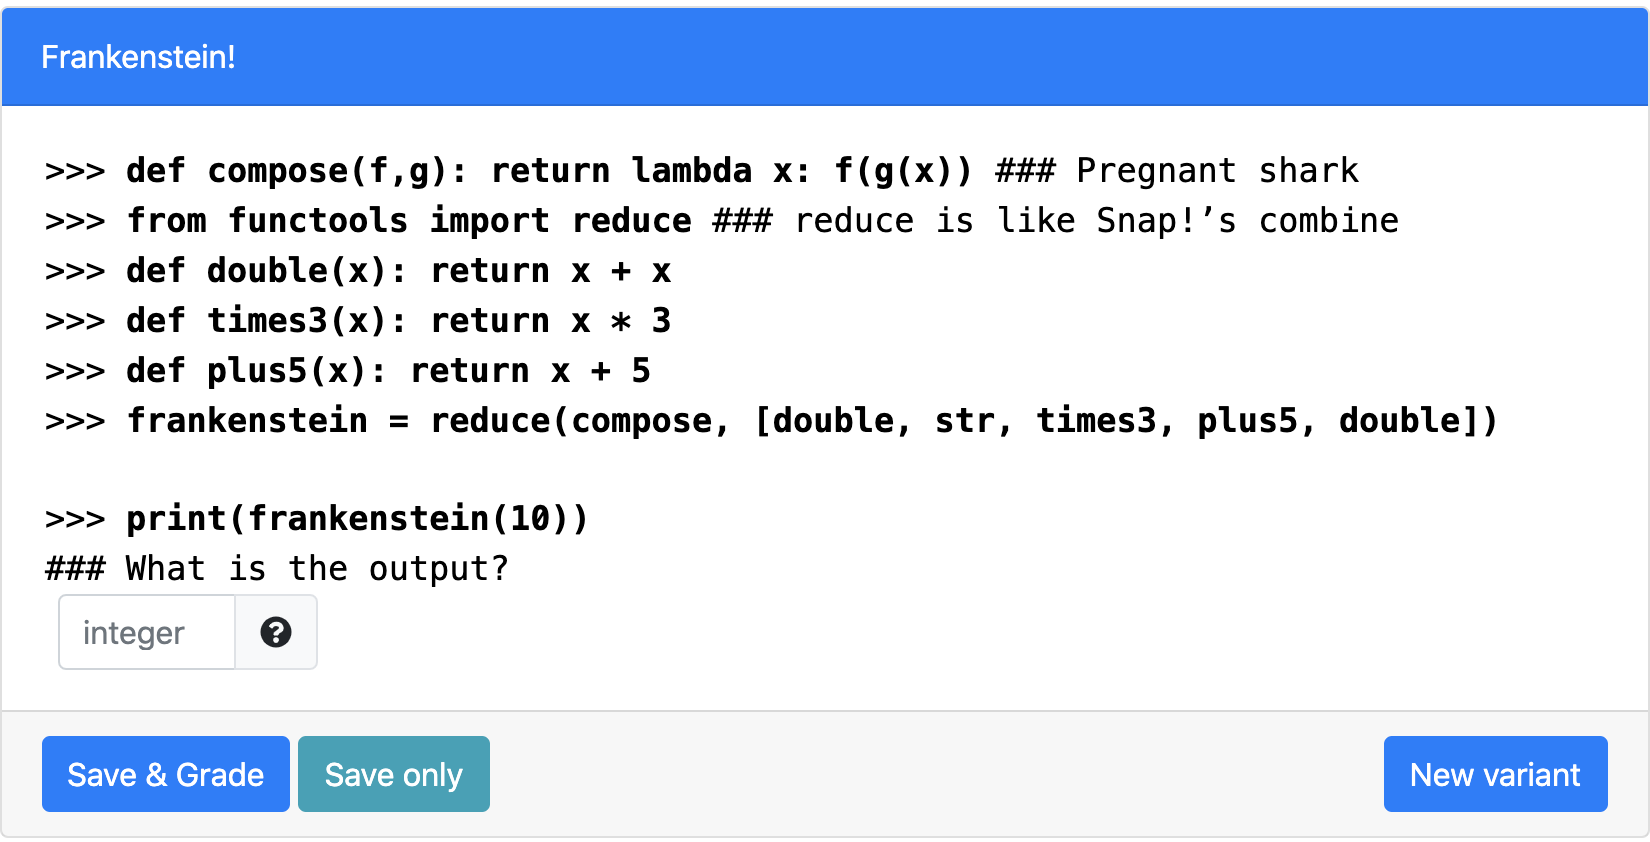 Frankenstein!
>>> def compose(f,g): return lambda x: f(g(x)) ### Pregnant shark
>>> from functools import reduce ### reduce is like Snap!’s combine
>>> def double(x): return x + x
>>> def times3(x): return x * 3
>>> def plus5(x): return x + 5
>>> frankenstein = reduce(compose, [double, str, times3, plus5, double])
>>> print(frankenstein(10))
### What is the output?
integer ?
Save & Grade Save only New variant